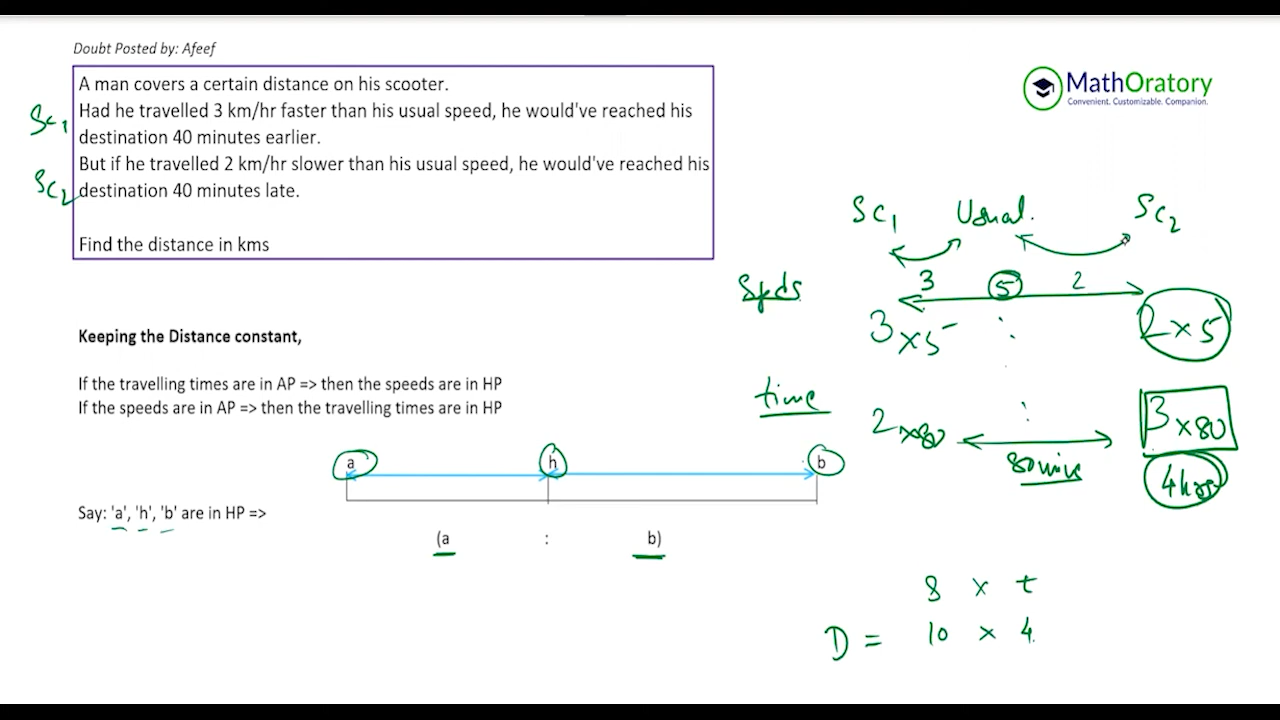 Doubt Posted by: Afeef
MathOratory
Convenient. Customizable. Companion.
A man covers a certain distance on his scooter.
Sc1 Had he travelled 3 km/hr faster than his usual speed, he would've reached his
destination 40 minutes earlier.
But if he travelled 2 km/hr slower than his usual speed, he would've reached his
Sc2 destination 40 minutes late.
Find the distance in kms
Sc1 Usual. Sc2
Spds 3 5 2
3 x 5 : 2 x 5
Keeping the Distance constant,
If the travelling times are in AP => then the speeds are in HP
If the speeds are in AP => then the travelling times are in HP
time 2 x 80 : 3 x 80
80 mins 4 hrs
a h b
Say: 'a', 'h', 'b' are in HP =>
(a : b)
s x t
D = 10 x 4